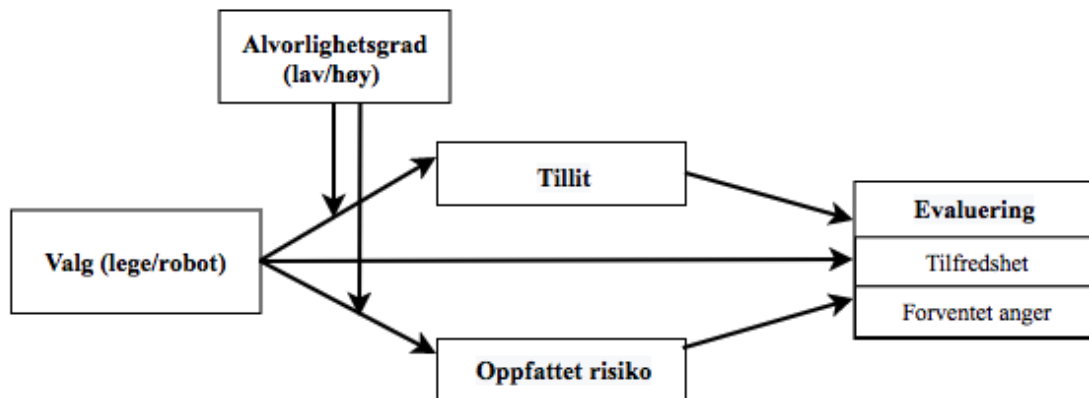 Alvorlighetsgrad
(lav/høy)
Tillit
Valg (lege/robot)
Evaluering
Tilfredshet
Forventet anger
Oppfattet risiko